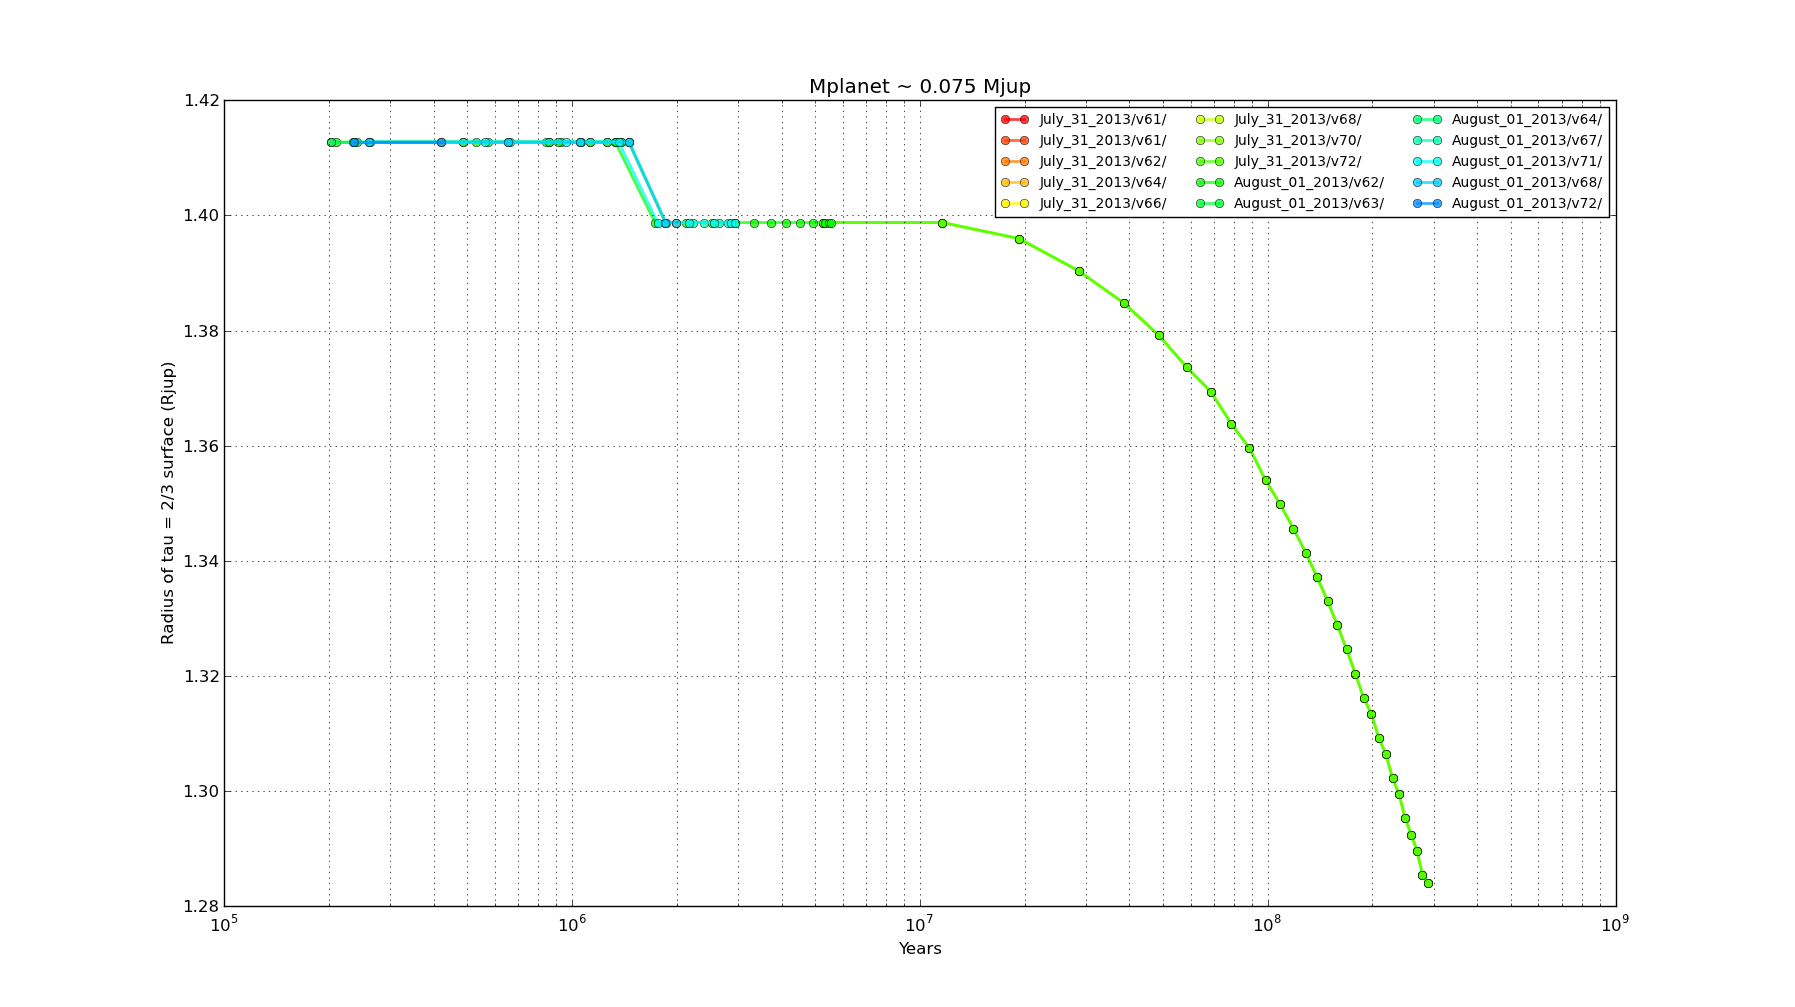 Mplanet ~ 0.075 Mjup
1.42
1.40
1.38
1.36
1.34
1.32
1.30
1.28
Radius of tau = 2/3 surface (Rjup)
July_31_2013/v61/
July_31_2013/v61/
July_31_2013/v62/
July_31_2013/v64/
July_31_2013/v66/
July_31_2013/v68/
July_31_2013/v70/
July_31_2013/v72/
August_01_2013/v62/
August_01_2013/v63/
August_01_2013/v64/
August_01_2013/v67/
August_01_2013/v71/
August_01_2013/v68/
August_01_2013/v72/
10^5 10^6 10^7 10^8 10^9
Years